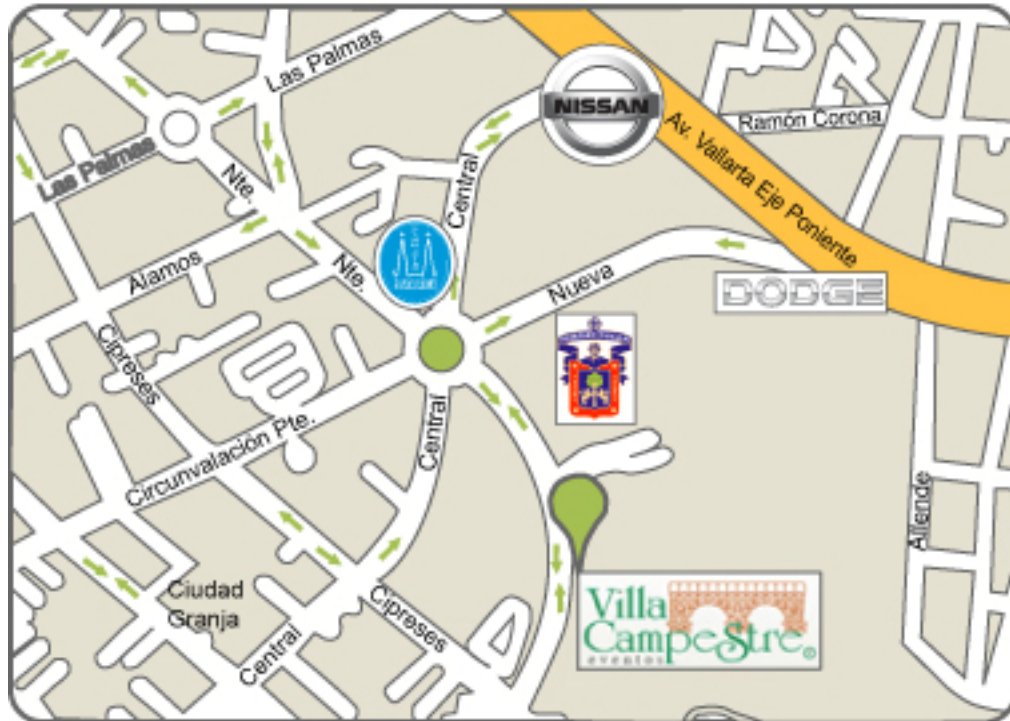 Las Palmas
NISSAN
Ramón Corona
Av. Vallarta Eje Poniente
Las Palmas
Nte.
Central
Alamos
Nte.
Nueva
DODGE
Cipreses
Circunvalación Pte.
Central
Allende
Ciudad
Granja
Cipreses
Central
Villa
CampeStre
eventos